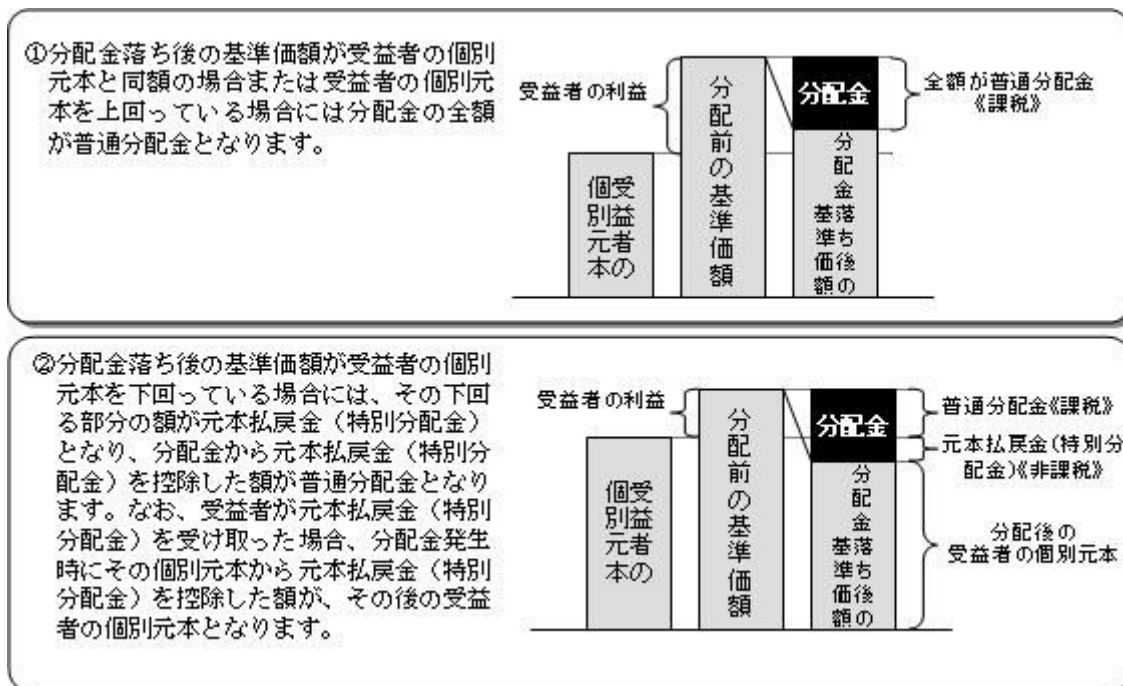 ①分配金落ち後の基準価額が受益者の個別
元本と同額の場合または受益者の個別元
本を上回っている場合には分配金の全額
が普通分配金となります。
受益者の利益
受益者の
個別元本
分配前の基準価額
分配金
分配金落ち後の
基準価額
全額が普通分配金
《課税》
②分配金落ち後の基準価額が受益者の個別
元本を下回っている場合には、その下回
る部分の額が元本払戻金（特別分配金）
となり、分配金から元本払戻金（特別分
配金）を控除した額が普通分配金となり
ます。なお、受益者が元本払戻金（特別
分配金）を受け取った場合、分配金発生
時にその個別元本から元本払戻金（特別
分配金）を控除した額が、その後の受益
者の個別元本となります。
受益者の利益
受益者の
個別元本
分配前の基準価額
分配金
分配金落ち後の
基準価額
普通分配金《課税》
元本払戻金(特別分
配金)《非課税》
分配後の
受益者の個別元本